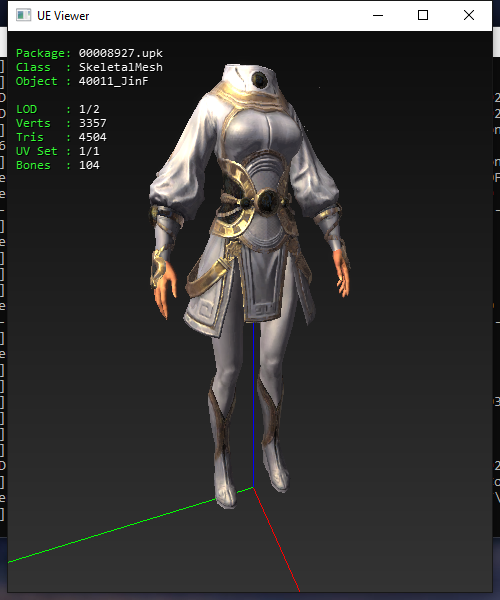 UE Viewer
Package: 00008927.upk
Class  : SkeletalMesh
Object : 40011_JinF
LOD    : 1/2
Verts  : 3357
Tris   : 4504
UV Set : 1/1
Bones  : 104